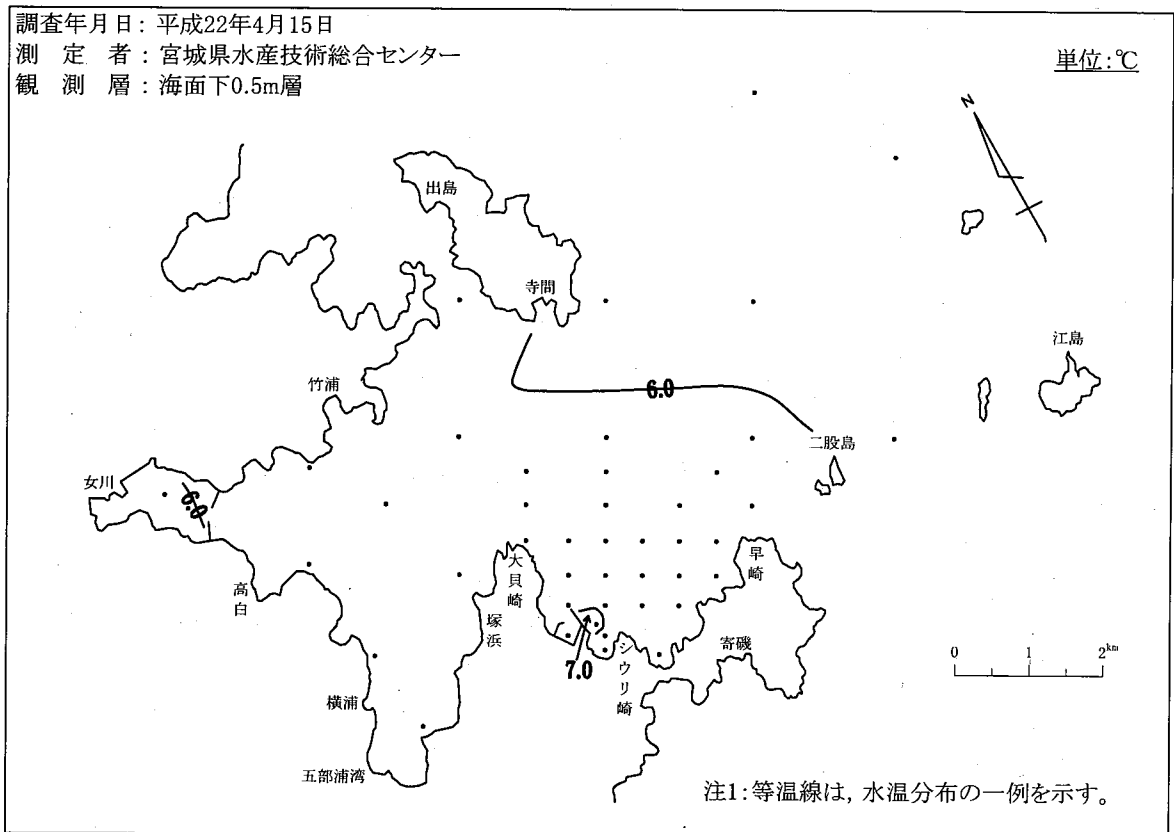 調査年月日：平成22年4月15日
測 定 者：宮城県水産技術総合センター
観 測 層：海面下0.5m層
単位：℃
N
出島
寺間
江島
竹浦
6.0
二股島
女川
6.0
早崎
大貝崎
高白
塚浜
寄磯
シウリ崎
7.0
0 1 2km
横浦
五部浦湾
注1：等温線は，水温分布の一例を示す。